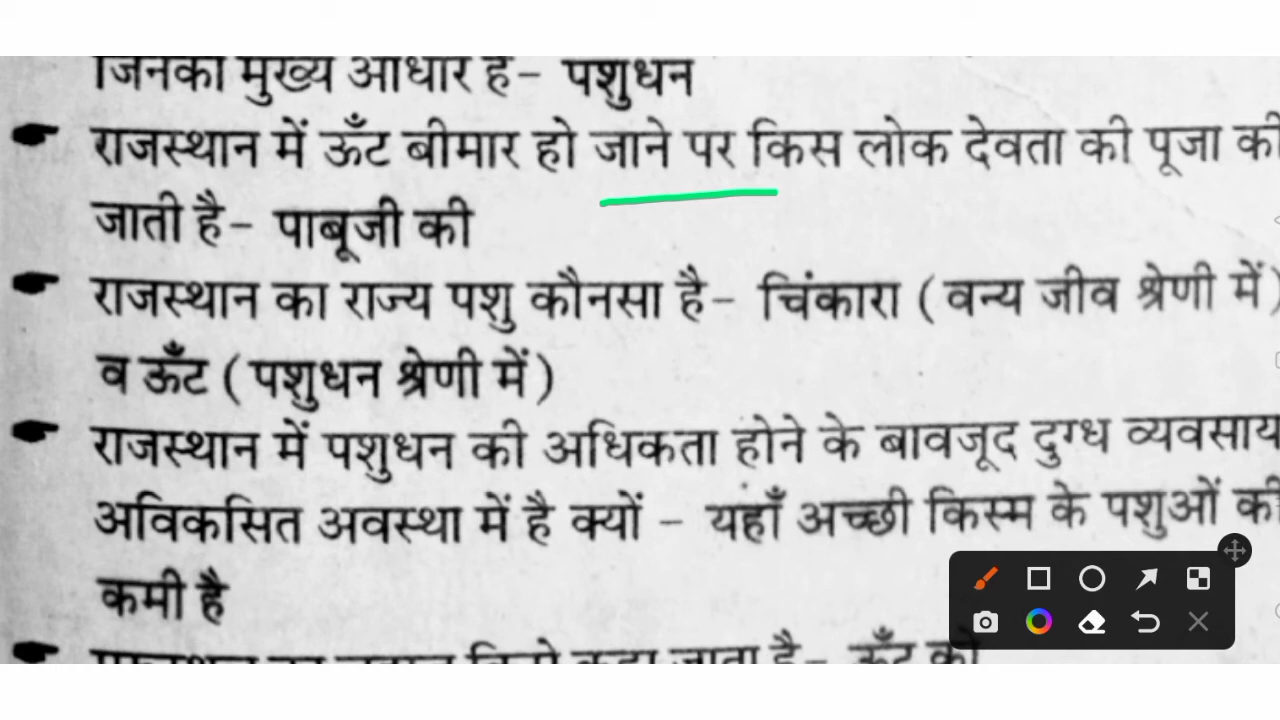 जिनका मुख्य आधार है- पशुधन
राजस्थान में ऊँट बीमार हो जाने पर किस लोक देवता की पूजा की
जाती है- पाबूजी की
राजस्थान का राज्य पशु कौनसा है- चिंकारा (वन्य जीव श्रेणी में)
व ऊँट (पशुधन श्रेणी में)
राजस्थान में पशुधन की अधिकता होने के बावजूद दुग्ध व्यवसाय
अविकसित अवस्था में है क्यों - यहाँ अच्छी किस्म के पशुओं की
कमी है
किसे कहा जाता है- ऊँट को